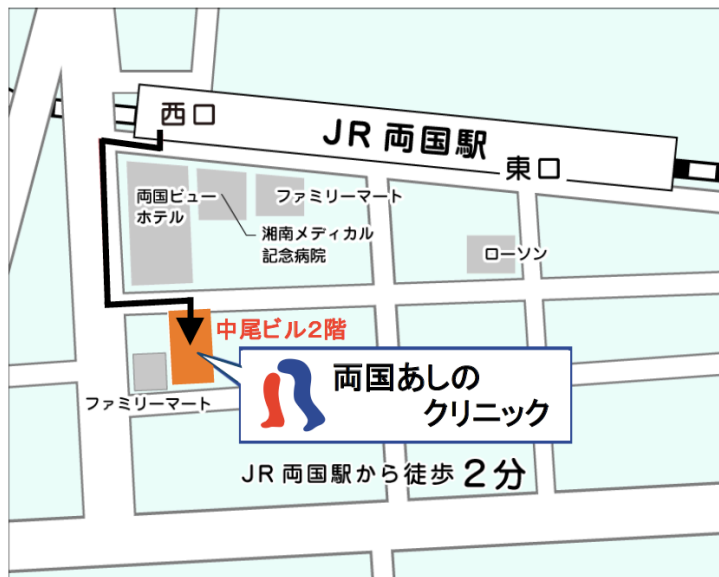 西口
JR 両国駅
東口
両国ビュー
ホテル
ファミリーマート
湘南メディカル
記念病院
ローソン
中尾ビル2階
両国あしの
クリニック
ファミリーマート
JR 両国駅から徒歩 2分